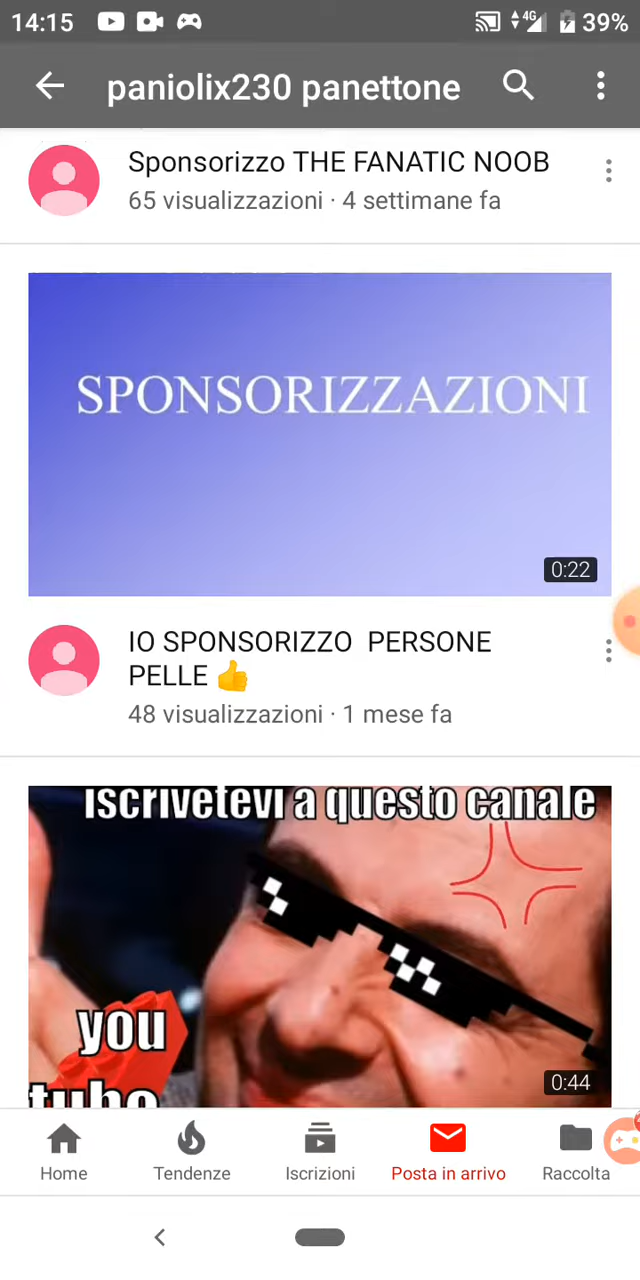 14:15
4G
39%
paniolix230 panettone
Sponsorizzo THE FANATIC NOOB
65 visualizzazioni · 4 settimane fa
SPONSORIZZAZIONI
0:22
IO SPONSORIZZO PERSONE
PELLE 👍
48 visualizzazioni · 1 mese fa
iscrivetevi a questo canale
you
tube
0:44
Home
Tendenze
Iscrizioni
Posta in arrivo
Raccolta